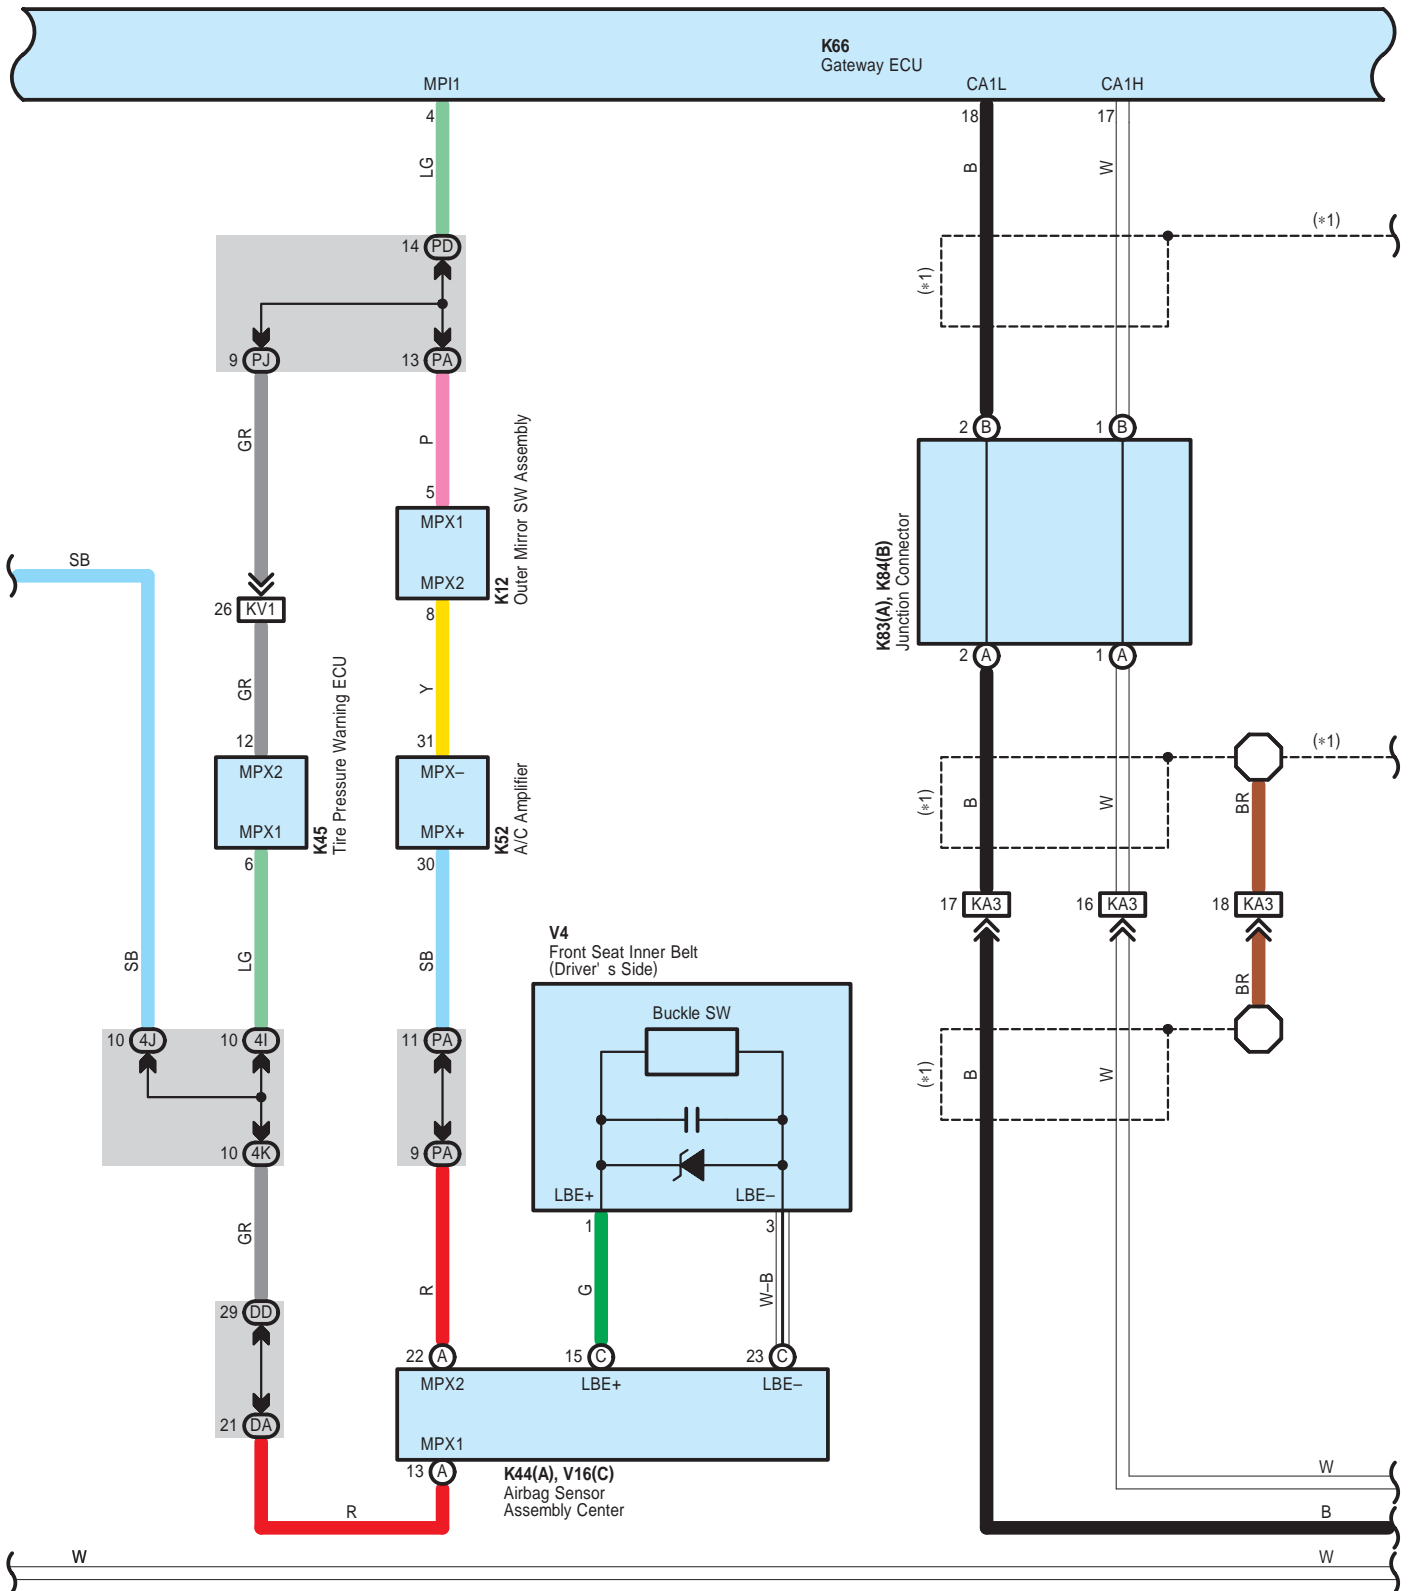 K66
Gateway ECU
MPI1
CA1L
CA1H
4
18
17
LG
B
W
(*1)
14 PD
(*1)
9 PJ
13 PA
2 B
1 B
GR
P
5
MPX1
MPX2
K12
Outer Mirror SW Assembly
8
K83(A), K84(B)
Junction Connector
SB
26 KV1
2 A
1 A
GR
Y
12
31
MPX2
MPX1
K45
Tire Pressure Warning ECU
MPX–
MPX+
K52
A/C Amplifier
(*1)
(*1)
B
W
BR
6
30
17 KA3
16 KA3
18 KA3
V4
Front Seat Inner Belt
(Driver' s Side)
SB
LG
SB
BR
Buckle SW
10 4J
10 4I
11 PA
(*1)
B
W
10 4K
9 PA
LBE+
LBE–
1
3
GR
R
G
W–B
29 DD
22 A
15 C
23 C
MPX2
LBE+
LBE–
21 DA
MPX1
13 A
K44(A), V16(C)
Airbag Sensor
Assembly Center
R
W
B
W
W